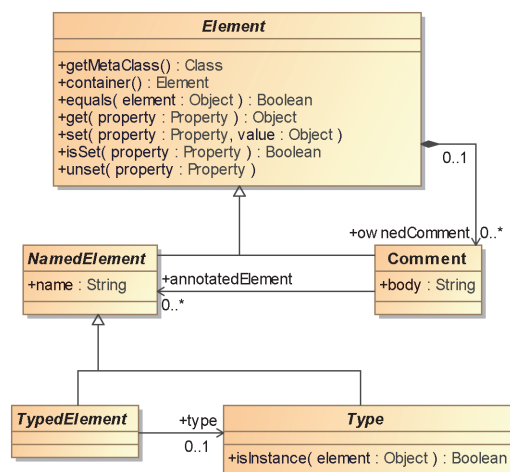 Element
+getMetaClass() : Class
+container() : Element
+equals( element : Object ) : Boolean
+get( property : Property ) : Object
+set( property : Property, value : Object )
+isSet( property : Property ) : Boolean
+unset( property : Property )
0..1
+ownedComment 0..*
NamedElement
+name : String
+annotatedElement
0..*
Comment
+body : String
TypedElement
+type
0..1
Type
+isInstance( element : Object ) : Boolean